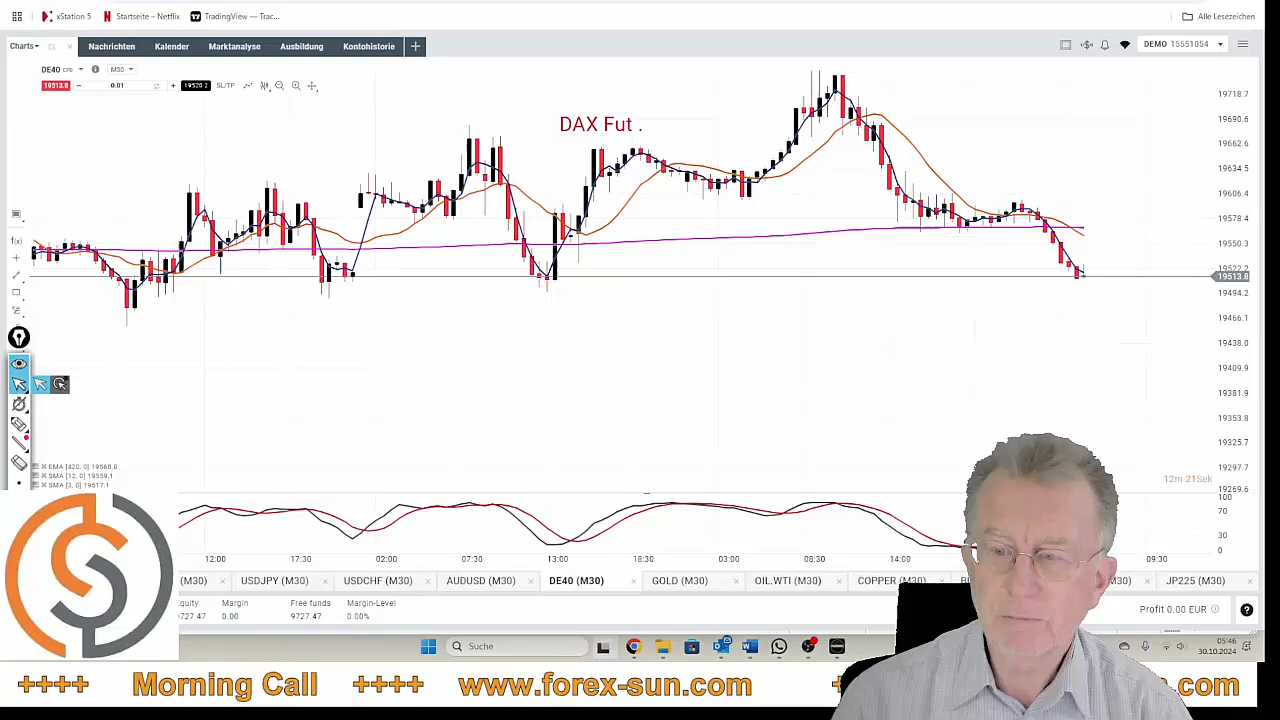 xStation 5
Startseite – Netflix
TradingView — Trac...
Alle Lesezeichen
Charts
Nachrichten
Kalender
Marktanalyse
Ausbildung
Kontohistorie
DEMO 15551054
DE40 CFD
M30
19513.8
0.01
19520.2
SL/TP
DAX Fut .
19718.7
19690.6
19662.6
19634.5
19606.4
19578.4
19550.3
19522.2
19513.8
19494.2
19466.1
19438.0
19409.9
19381.9
19353.8
19325.7
19297.7
19269.6
EMA [420, 0] 19560.0
SMA [12, 0] 19559.1
SMA [3, 0] 19517.1
12m 21Sek
100
70
30
0
12:00
17:30
02:00
07:30
13:00
18:30
03:00
08:30
14:00
09:30
(M30)
USDJPY (M30)
USDCHF (M30)
AUDUSD (M30)
DE40 (M30)
GOLD (M30)
OIL.WTI (M30)
COPPER (M30)
(M30)
JP225 (M30)
quity
Margin
Free funds
Margin-Level
9727.47
0.00
9727.47
0.00%
Profit 0.00 EUR
Suche
05:46
30.10.2024
++++ Morning Call ++++ www.forex-sun.com